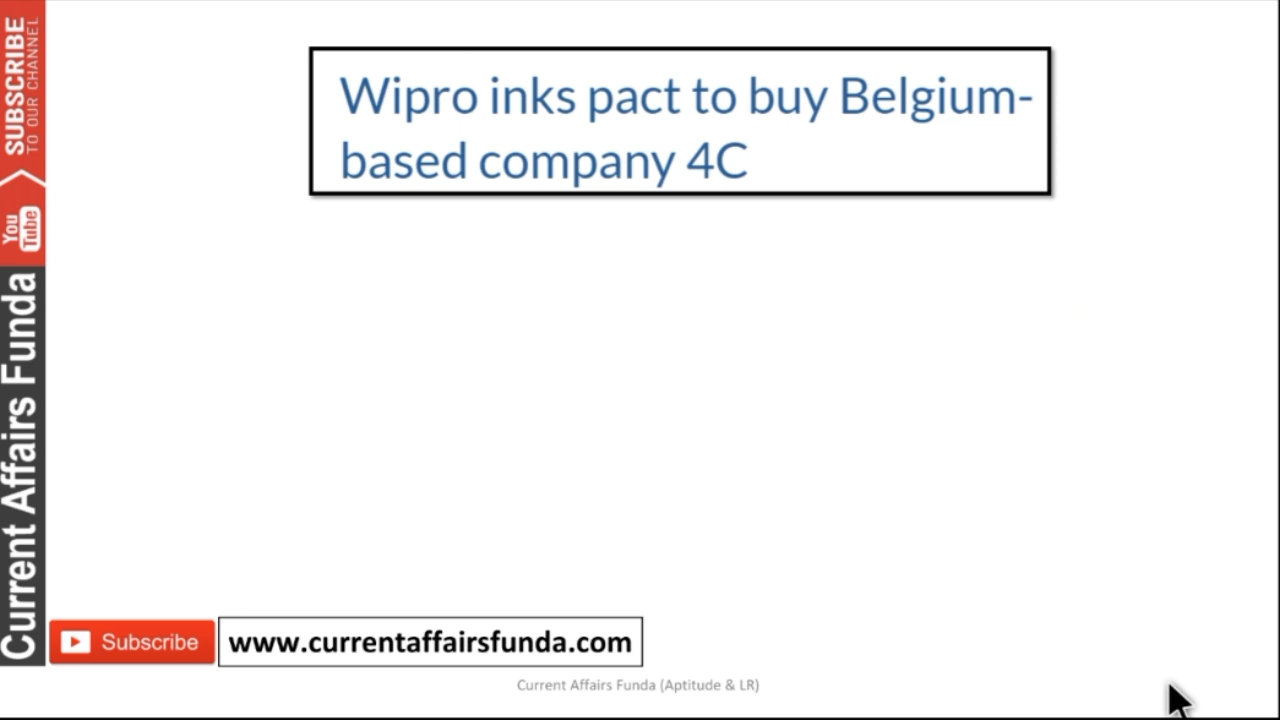 Wipro inks pact to buy Belgium-
based company 4C
SUBSCRIBE
TO OUR CHANNEL
You
Tube
Current Affairs Funda
Subscribe
www.currentaffairsfunda.com
Current Affairs Funda (Aptitude & LR)